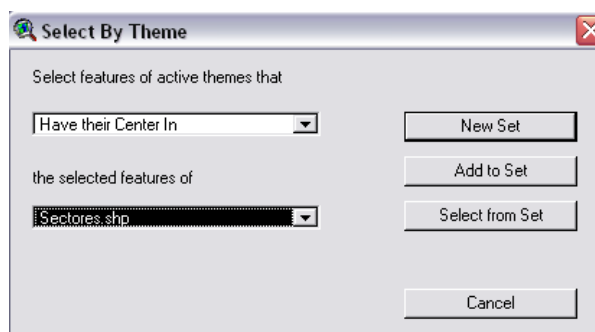 Select By Theme
Select features of active themes that
Have their Center In
New Set
the selected features of
Add to Set
Sectores.shp
Select from Set
Cancel